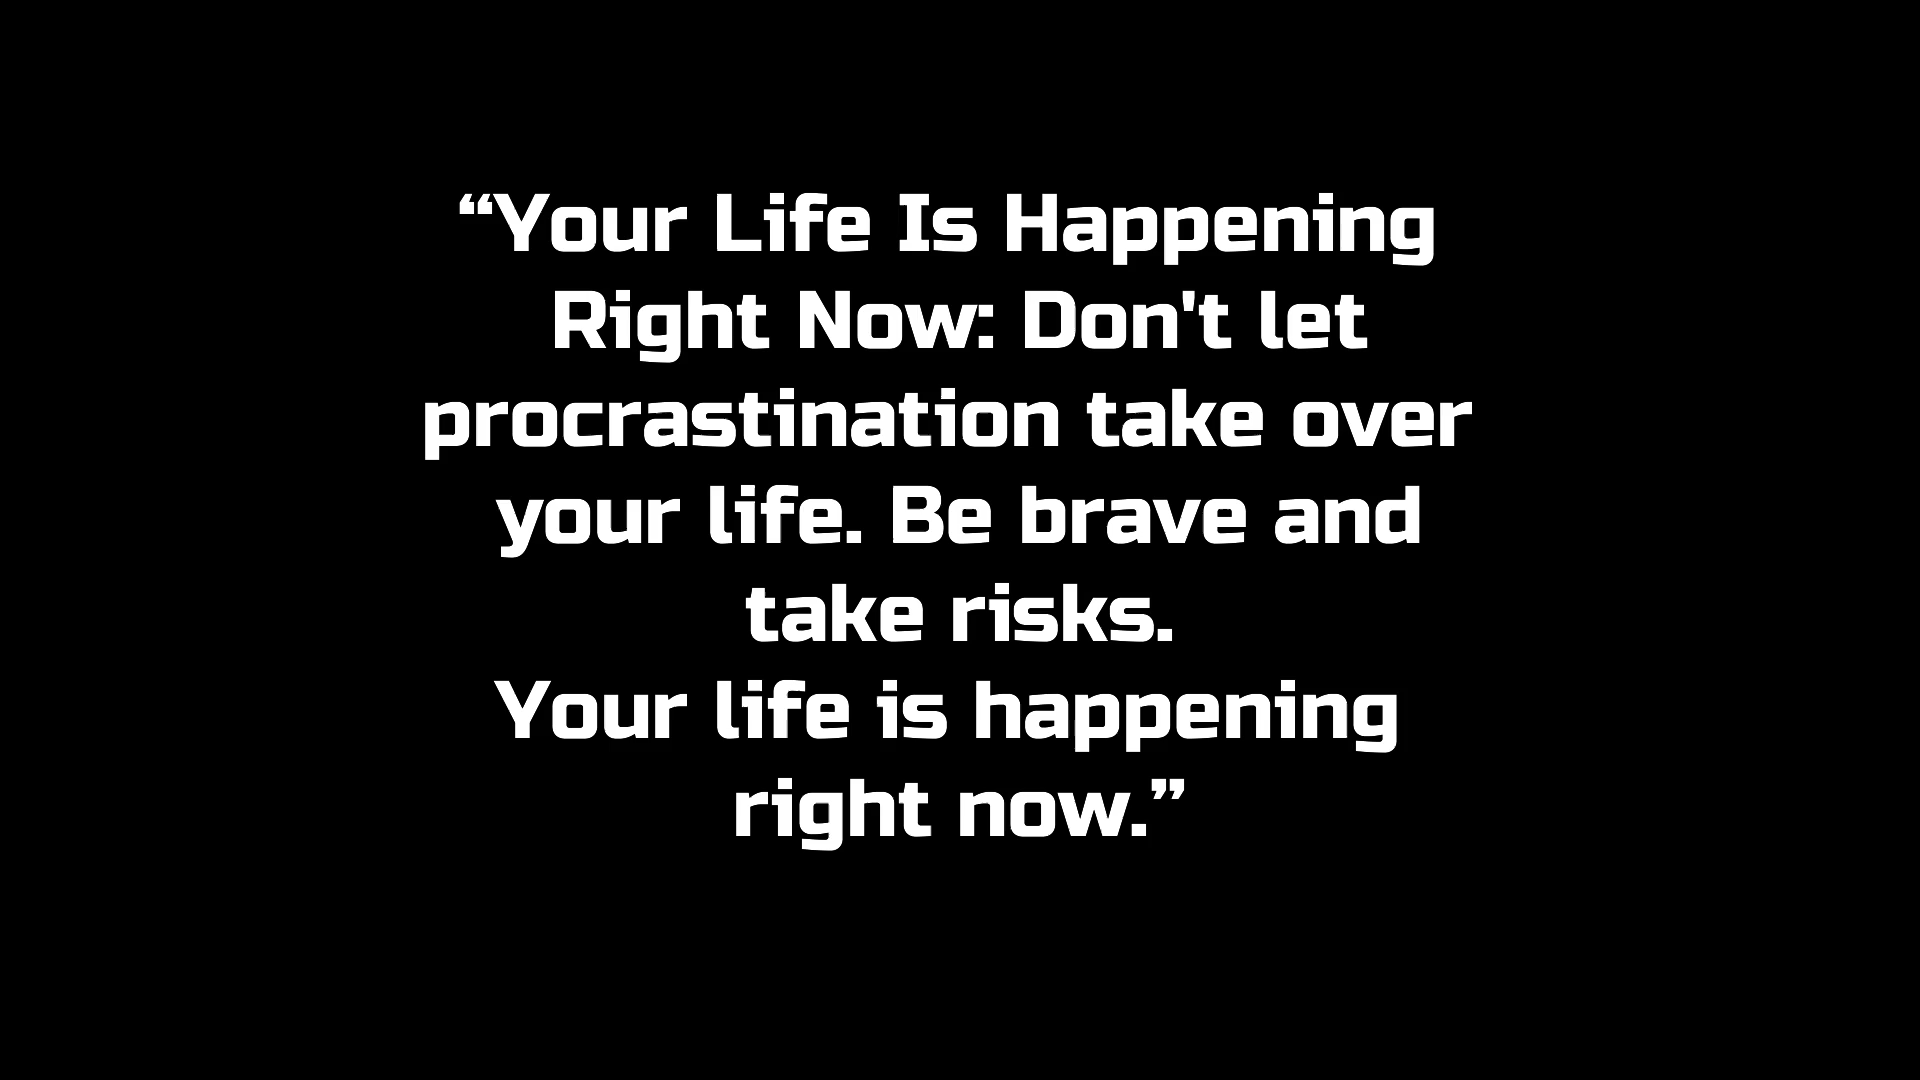 “Your Life Is Happening
Right Now: Don't let
procrastination take over
your life. Be brave and
take risks.
Your life is happening
right now.”